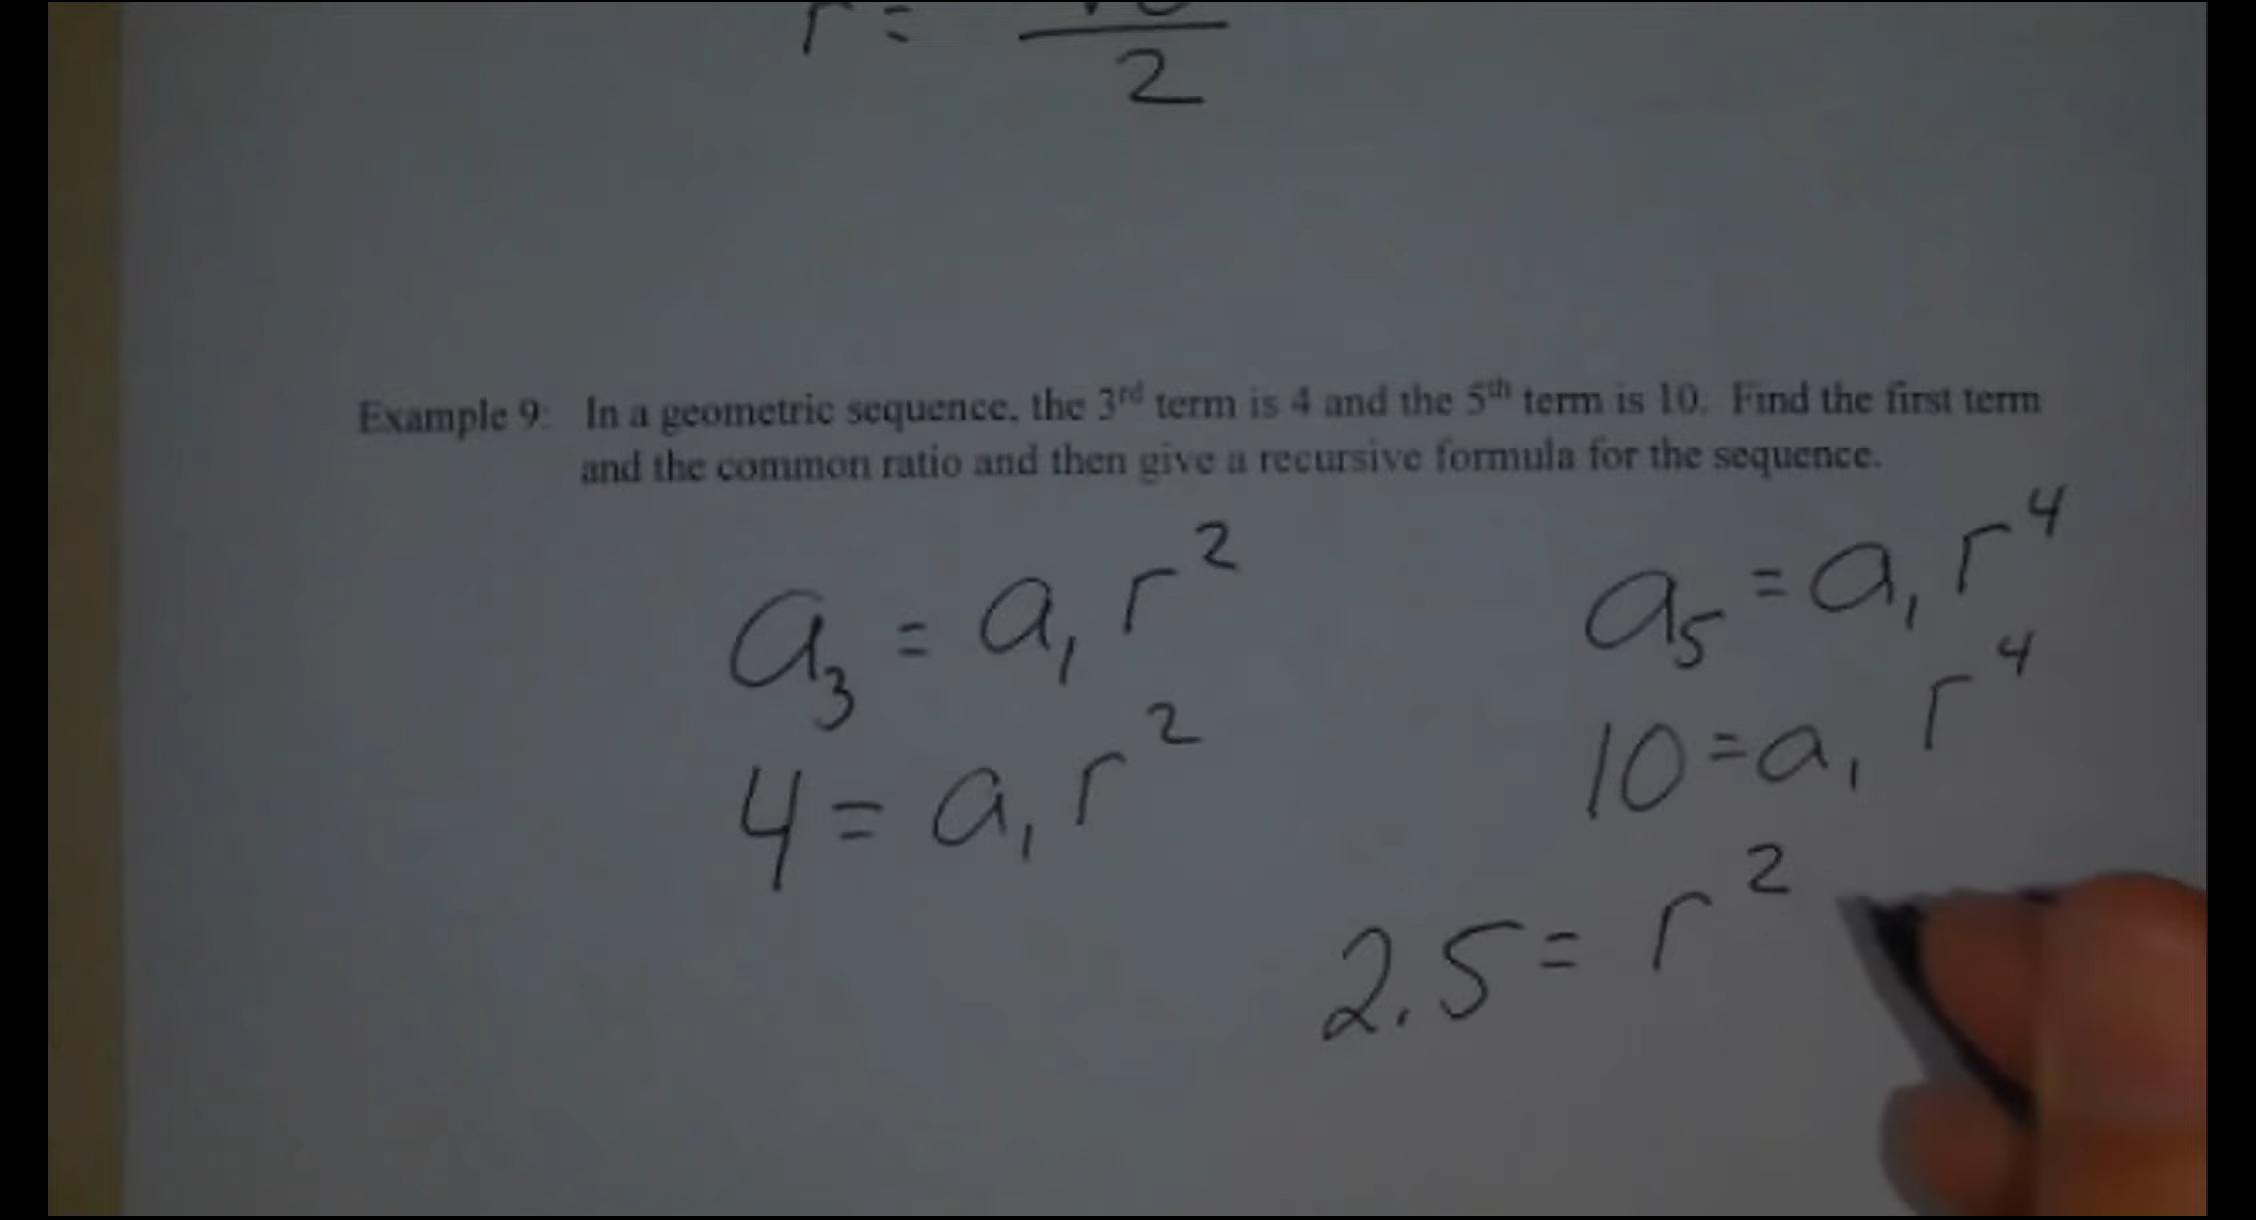 r =
2
Example 9: In a geometric sequence, the 3rd term is 4 and the 5th term is 10. Find the first term
and the common ratio and then give a recursive formula for the sequence.
a₃ = a₁ r²
a₅ = a₁ r⁴
4 = a₁ r²
10 = a₁ r⁴
2.5 = r²